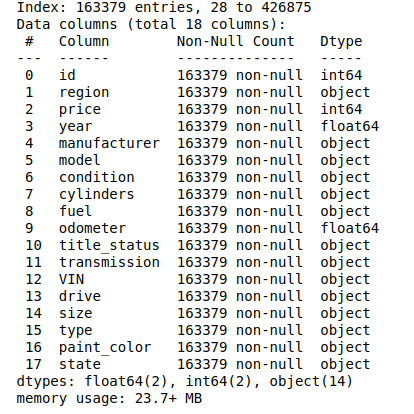 Index: 163379 entries, 28 to 426875
Data columns (total 18 columns):
 #   Column        Non-Null Count   Dtype
---  ------        --------------   -----
 0   id            163379 non-null  int64
 1   region        163379 non-null  object
 2   price         163379 non-null  int64
 3   year          163379 non-null  float64
 4   manufacturer  163379 non-null  object
 5   model         163379 non-null  object
 6   condition     163379 non-null  object
 7   cylinders     163379 non-null  object
 8   fuel          163379 non-null  object
 9   odometer      163379 non-null  float64
 10  title_status  163379 non-null  object
 11  transmission  163379 non-null  object
 12  VIN           163379 non-null  object
 13  drive         163379 non-null  object
 14  size          163379 non-null  object
 15  type          163379 non-null  object
 16  paint_color   163379 non-null  object
 17  state         163379 non-null  object
dtypes: float64(2), int64(2), object(14)
memory usage: 23.7+ MB